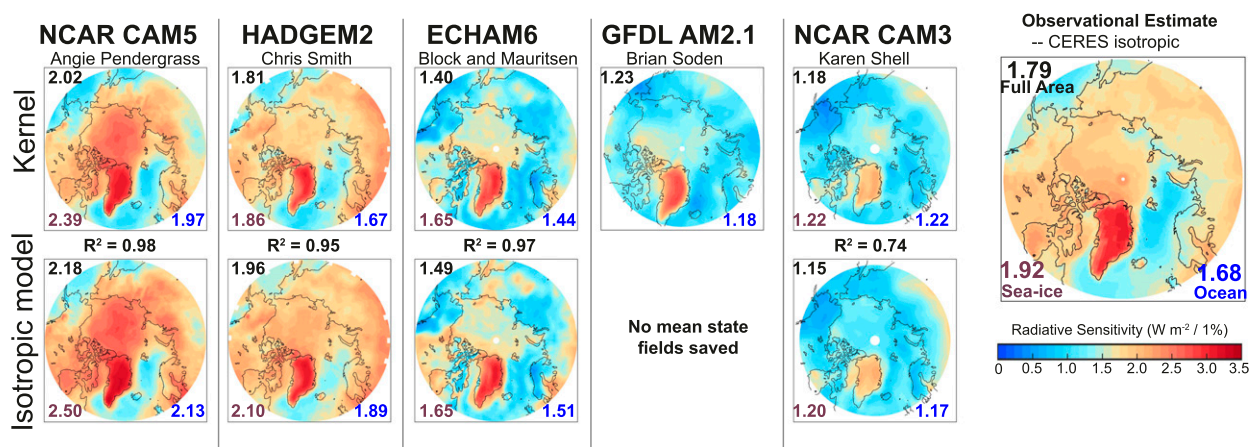 NCAR CAM5
Angie Pendergrass
HADGEM2
Chris Smith
ECHAM6
Block and Mauritsen
GFDL AM2.1
Brian Soden
NCAR CAM3
Karen Shell
Observational Estimate
-- CERES isotropic
Kernel
2.02
2.39
1.97
1.81
1.86
1.67
1.40
1.65
1.44
1.23
1.18
1.18
1.22
1.22
1.79
Full Area
1.92
Sea-ice
1.68
Ocean
R² = 0.98
R² = 0.95
R² = 0.97
R² = 0.74
Isotropic model
2.18
2.50
2.13
1.96
2.10
1.89
1.49
1.65
1.51
No mean state
fields saved
1.15
1.20
1.17
Radiative Sensitivity (W m⁻² / 1%)
0 0.5 1.0 1.5 2.0 2.5 3.0 3.5